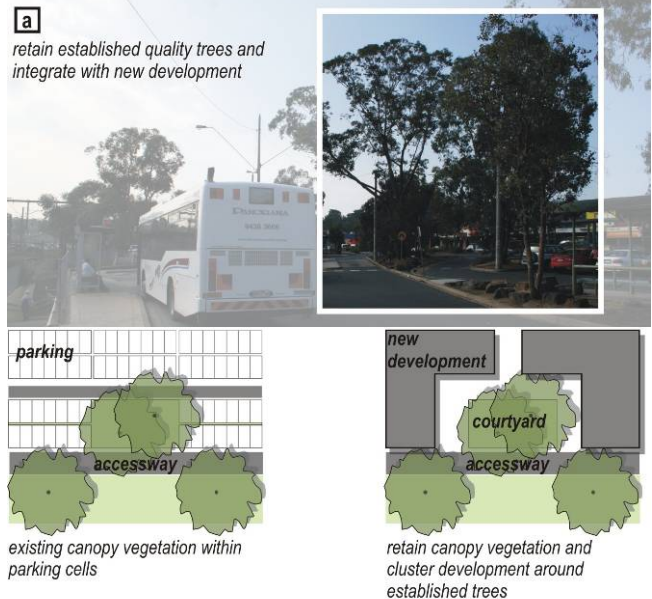 a
retain established quality trees and
integrate with new development
parking
accessway
existing canopy vegetation within
parking cells
new
development
courtyard
accessway
retain canopy vegetation and
cluster development around
established trees